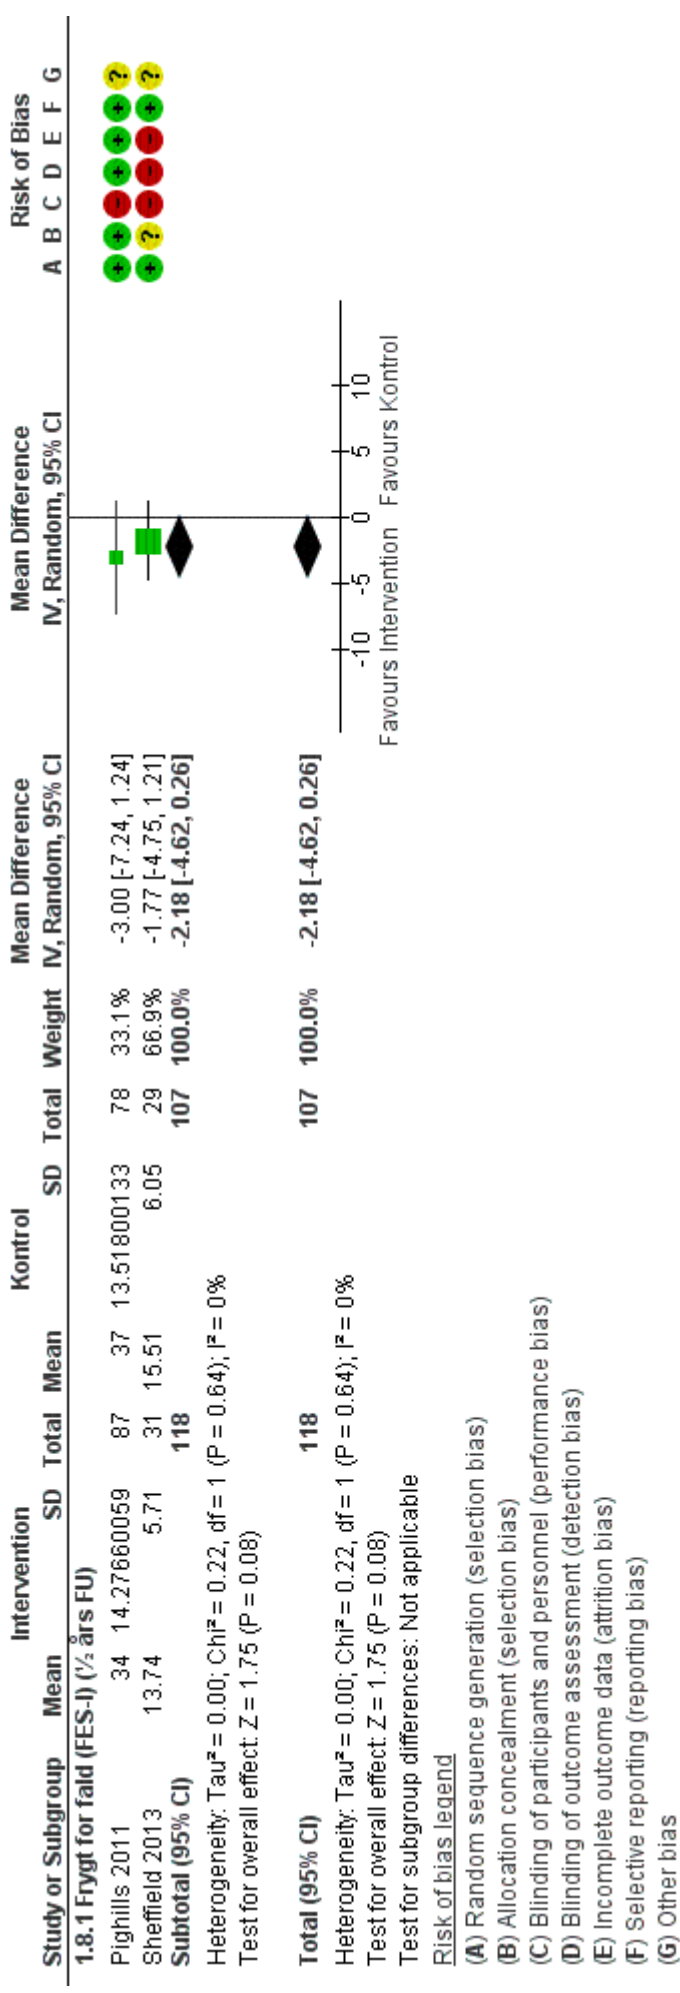 Intervention Kontrol Mean Difference Mean Difference Risk of Bias
Study or Subgroup Mean SD Total Mean SD Total Weight IV, Random, 95% CI IV, Random, 95% CI A B C D E F G
1.8.1 Frygt for fald (FES-I) (½ års FU)
Pighills 2011 34 14.27660059 87 37 13.51800133 78 33.1% -3.00 [-7.24, 1.24] + + - + + + ?
Sheffield 2013 13.74 5.71 31 15.51 6.05 29 66.9% -1.77 [-4.75, 1.21] + ? - - - + ?
Subtotal (95% CI) 118 107 100.0% -2.18 [-4.62, 0.26]
Heterogeneity: Tau² = 0.00; Chi² = 0.22, df = 1 (P = 0.64); I² = 0%
Test for overall effect: Z = 1.75 (P = 0.08)
Total (95% CI) 118 107 100.0% -2.18 [-4.62, 0.26]
Heterogeneity: Tau² = 0.00; Chi² = 0.22, df = 1 (P = 0.64); I² = 0%
Test for overall effect: Z = 1.75 (P = 0.08)
Test for subgroup differences: Not applicable
-10 -5 0 5 10
Favours Intervention Favours Kontrol
Risk of bias legend
(A) Random sequence generation (selection bias)
(B) Allocation concealment (selection bias)
(C) Blinding of participants and personnel (performance bias)
(D) Blinding of outcome assessment (detection bias)
(E) Incomplete outcome data (attrition bias)
(F) Selective reporting (reporting bias)
(G) Other bias